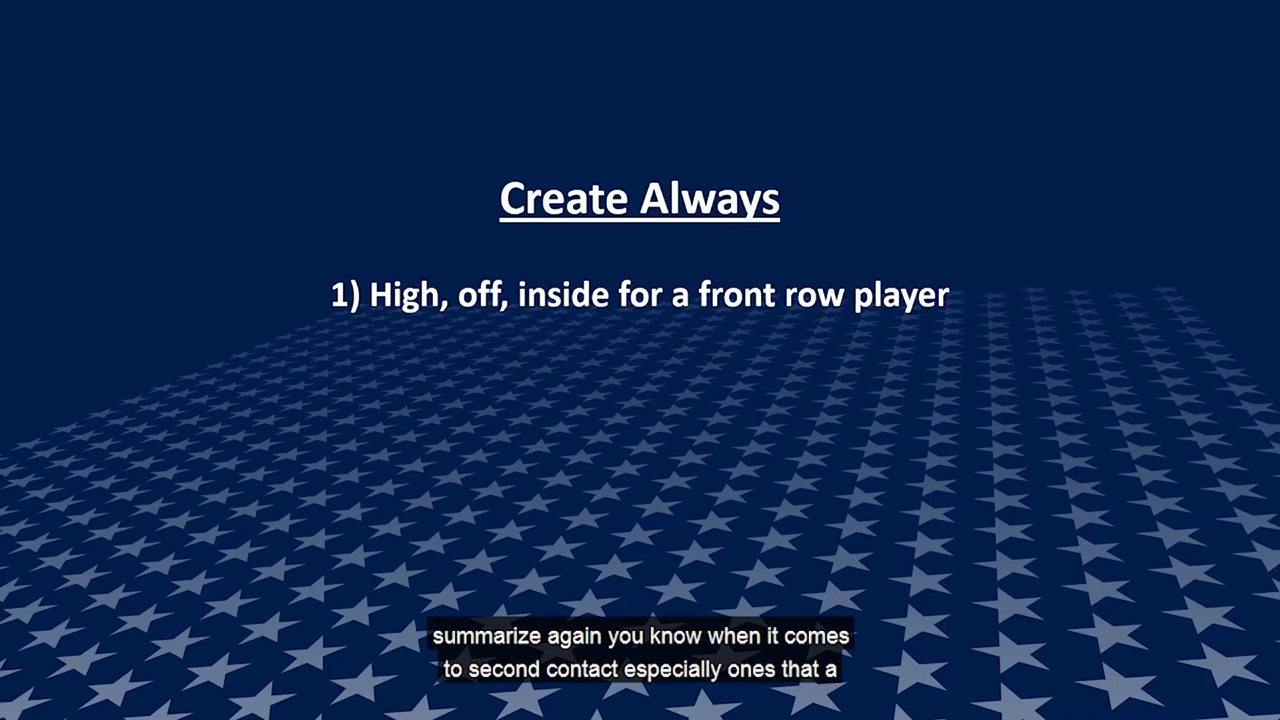 Create Always
1) High, off, inside for a front row player
summarize again you know when it comes
to second contact especially ones that a